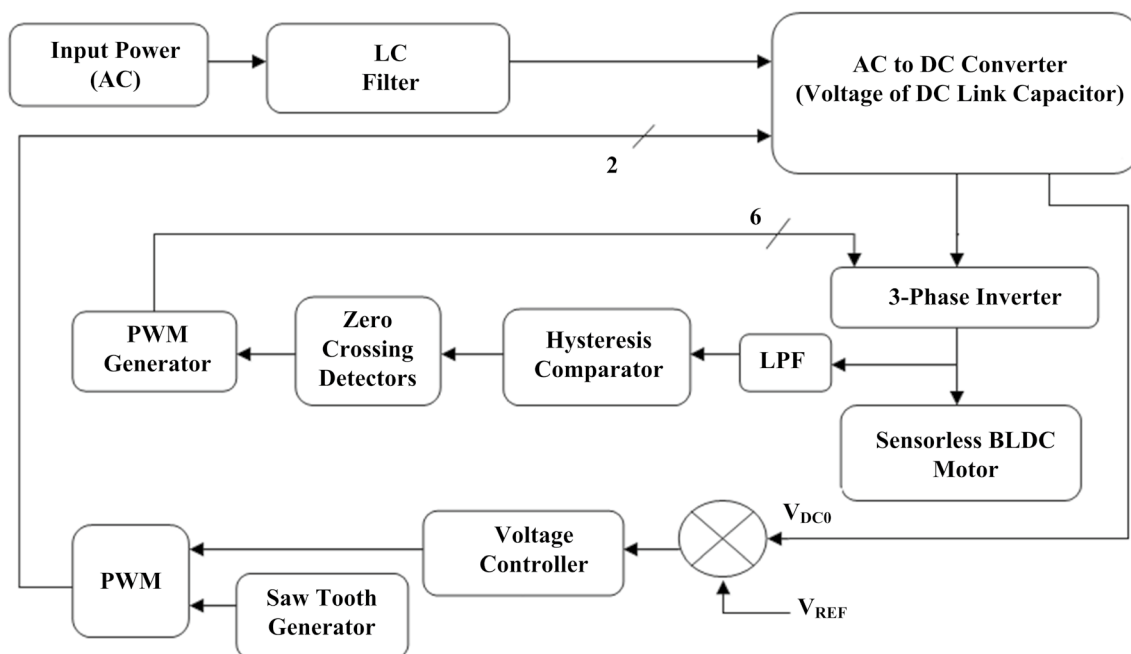 Input Power
(AC)
LC
Filter
AC to DC Converter
(Voltage of DC Link Capacitor)
2
6
3-Phase Inverter
PWM
Generator
Zero
Crossing
Detectors
Hysteresis
Comparator
LPF
Sensorless BLDC
Motor
VDC0
Voltage
Controller
PWM
Saw Tooth
Generator
VREF